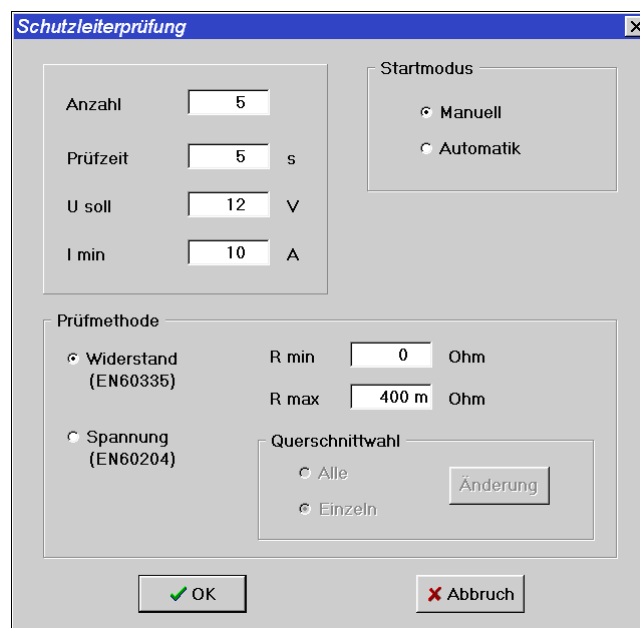 Schutzleiterprüfung
Startmodus
Anzahl 5
Manuell
Automatik
Prüfzeit 5 s
U soll 12 V
I min 10 A
Prüfmethode
Widerstand
(EN60335)
R min 0 Ohm
R max 400 m Ohm
Spannung
(EN60204)
Querschnittwahl
Alle
Einzeln
Änderung
OK
Abbruch